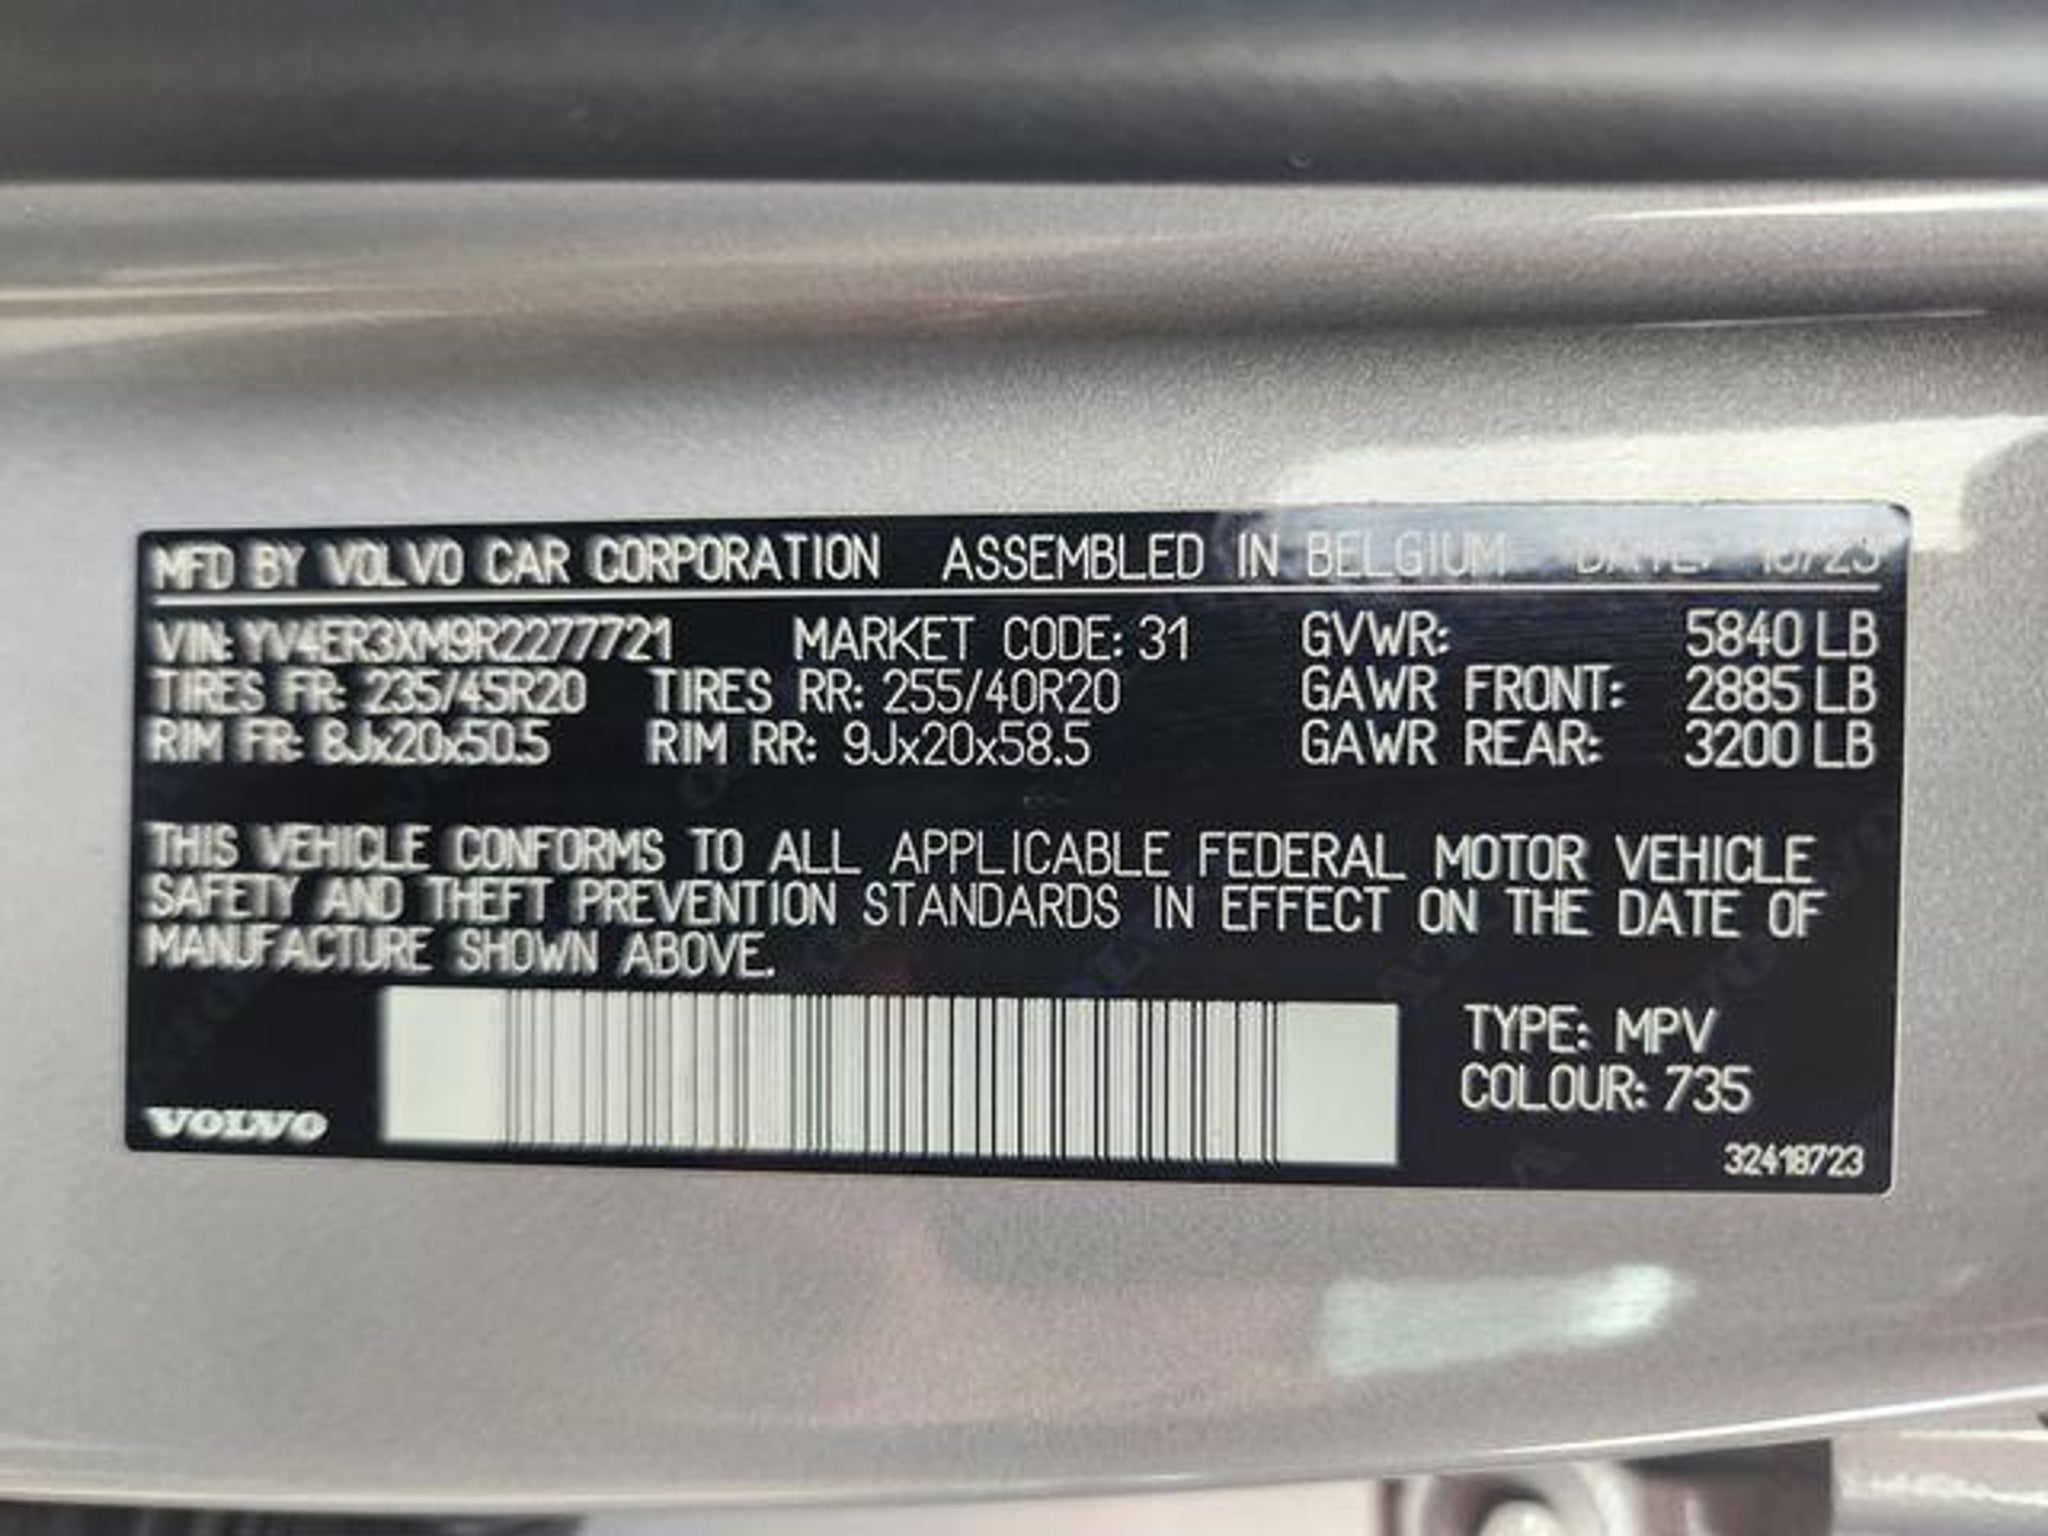 MFD BY VOLVO CAR CORPORATION ASSEMBLED IN BELGIUM DATE: 10/23
VIN: YV4ER3XM9R2277721 MARKET CODE: 31 GVWR: 5840 LB
TIRES FR: 235/45R20 TIRES RR: 255/40R20 GAWR FRONT: 2885 LB
RIM FR: 8Jx20x50.5 RIM RR: 9Jx20x58.5 GAWR REAR: 3200 LB
THIS VEHICLE CONFORMS TO ALL APPLICABLE FEDERAL MOTOR VEHICLE
SAFETY AND THEFT PREVENTION STANDARDS IN EFFECT ON THE DATE OF
MANUFACTURE SHOWN ABOVE.
TYPE: MPV
COLOUR: 735
VOLVO
32418723